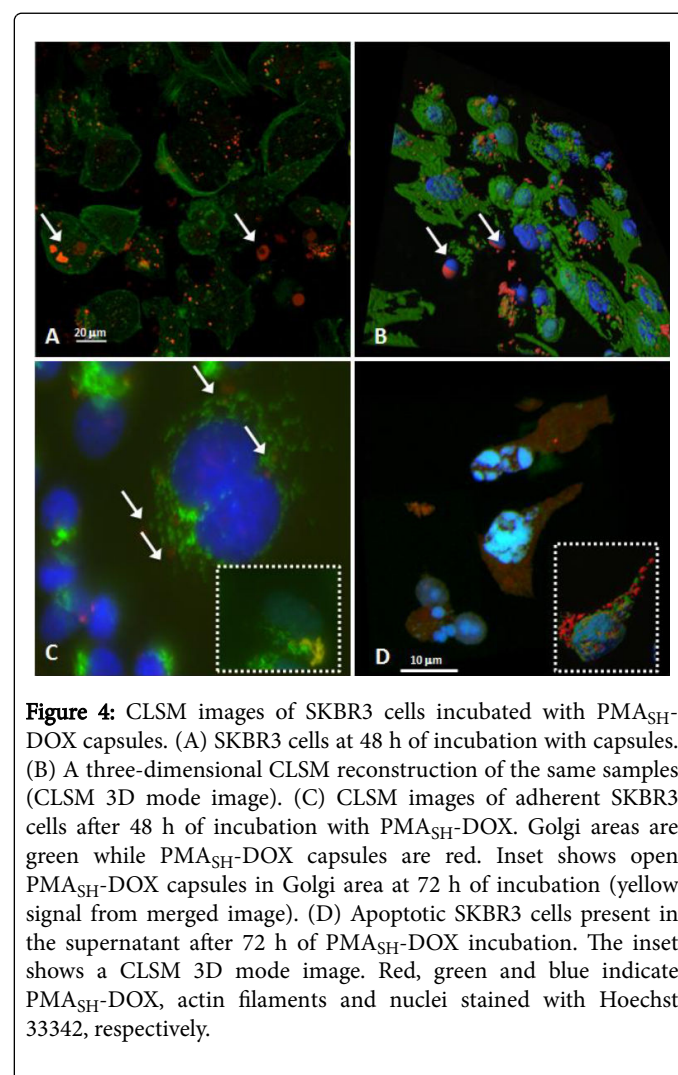 A
20 μm
B
C
D
10 μm
Figure 4: CLSM images of SKBR3 cells incubated with PMASH-
DOX capsules. (A) SKBR3 cells at 48 h of incubation with capsules.
(B) A three-dimensional CLSM reconstruction of the same samples
(CLSM 3D mode image). (C) CLSM images of adherent SKBR3
cells after 48 h of incubation with PMASH-DOX. Golgi areas are
green while PMASH-DOX capsules are red. Inset shows open
PMASH-DOX capsules in Golgi area at 72 h of incubation (yellow
signal from merged image). (D) Apoptotic SKBR3 cells present in
the supernatant after 72 h of PMASH-DOX incubation. The inset
shows a CLSM 3D mode image. Red, green and blue indicate
PMASH-DOX, actin filaments and nuclei stained with Hoechst
33342, respectively.